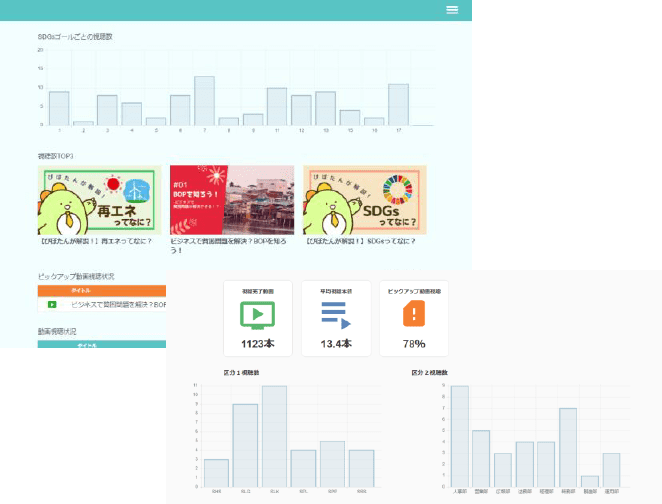 SDGsゴールごとの視聴数
20
15
10
5
0
1 2 3 4 5 6 7 8 9 11 12 13 14 15 16 17
視聴数TOP3
ぴぽたんが解説!
再エネ
ってなに?
#01
BOPを知ろう!
ぴぽたんが解説!
SDGs
ってなに?
【ぴぽたんが解説!】再エネってなに?
ビジネスで貧困問題を解決?BOPを知ろう!
【ぴぽたんが解説!】SDGsってなに?
ピックアップ動画視聴状況
タイトル
ビジネスで貧困問題を解決?BOP
動画視聴状況
タイトル
視聴完了動画
1123本
平均視聴本数
13.4本
ピックアップ動画視聴
78%
区分1視聴数
11
10
9
8
7
6
5
4
3
2
1
0
区分2視聴数
9
8
7
6
5
4
3
2
1
0
人事部 営業部 広報部 法務部 経理部 総務部 製造部 運用部